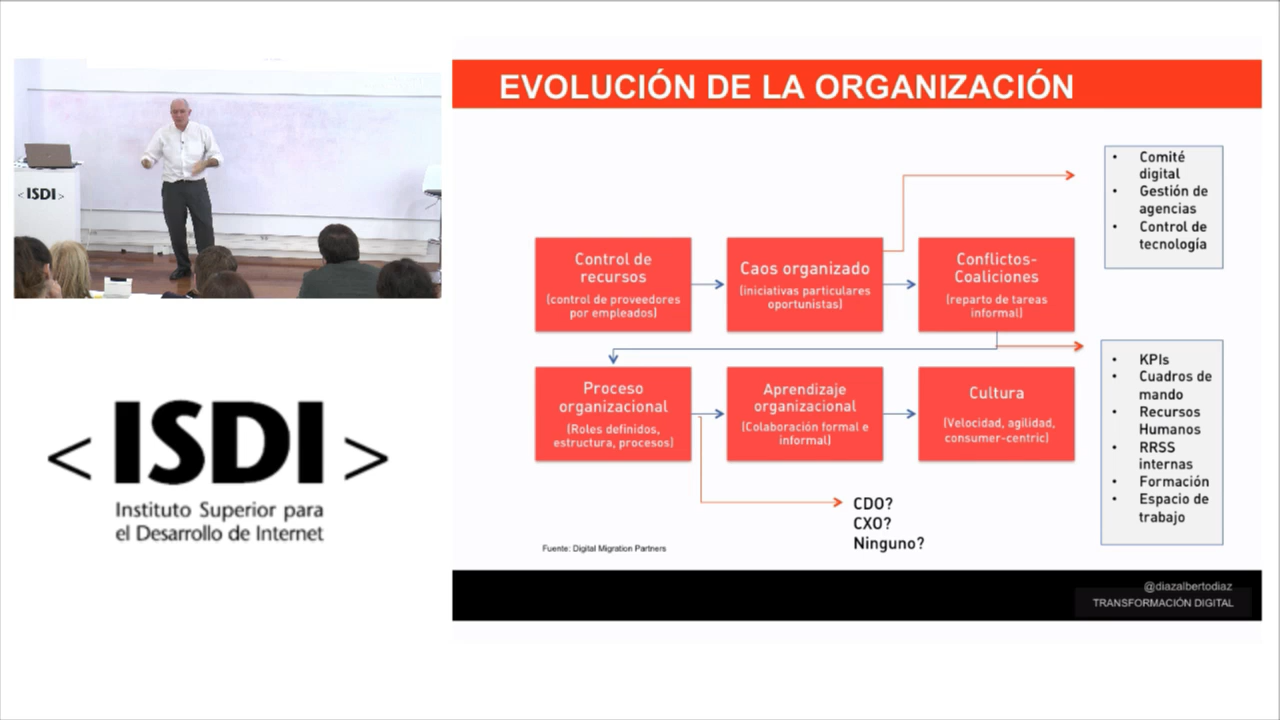 EVOLUCIÓN DE LA ORGANIZACIÓN
<ISDI>
• Comité
digital
• Gestión de
agencias
• Control de
tecnología
Control de
recursos
(control de proveedores
por empleados)
Caos organizado
(iniciativas particulares
oportunistas)
Conflictos-
Coaliciones
(reparto de tareas
informal)
Proceso
organizacional
(Roles definidos,
estructura, procesos)
Aprendizaje
organizacional
(Colaboración formal e
informal)
Cultura
(Velocidad, agilidad,
consumer-centric)
• KPIs
• Cuadros de
mando
• Recursos
Humanos
• RRSS
internas
• Formación
• Espacio de
trabajo
CDO?
CXO?
Ninguno?
Fuente: Digital Migration Partners
<ISDI>
Instituto Superior para
el Desarrollo de Internet
@diazalbertodiaz
TRANSFORMACIÓN DIGITAL